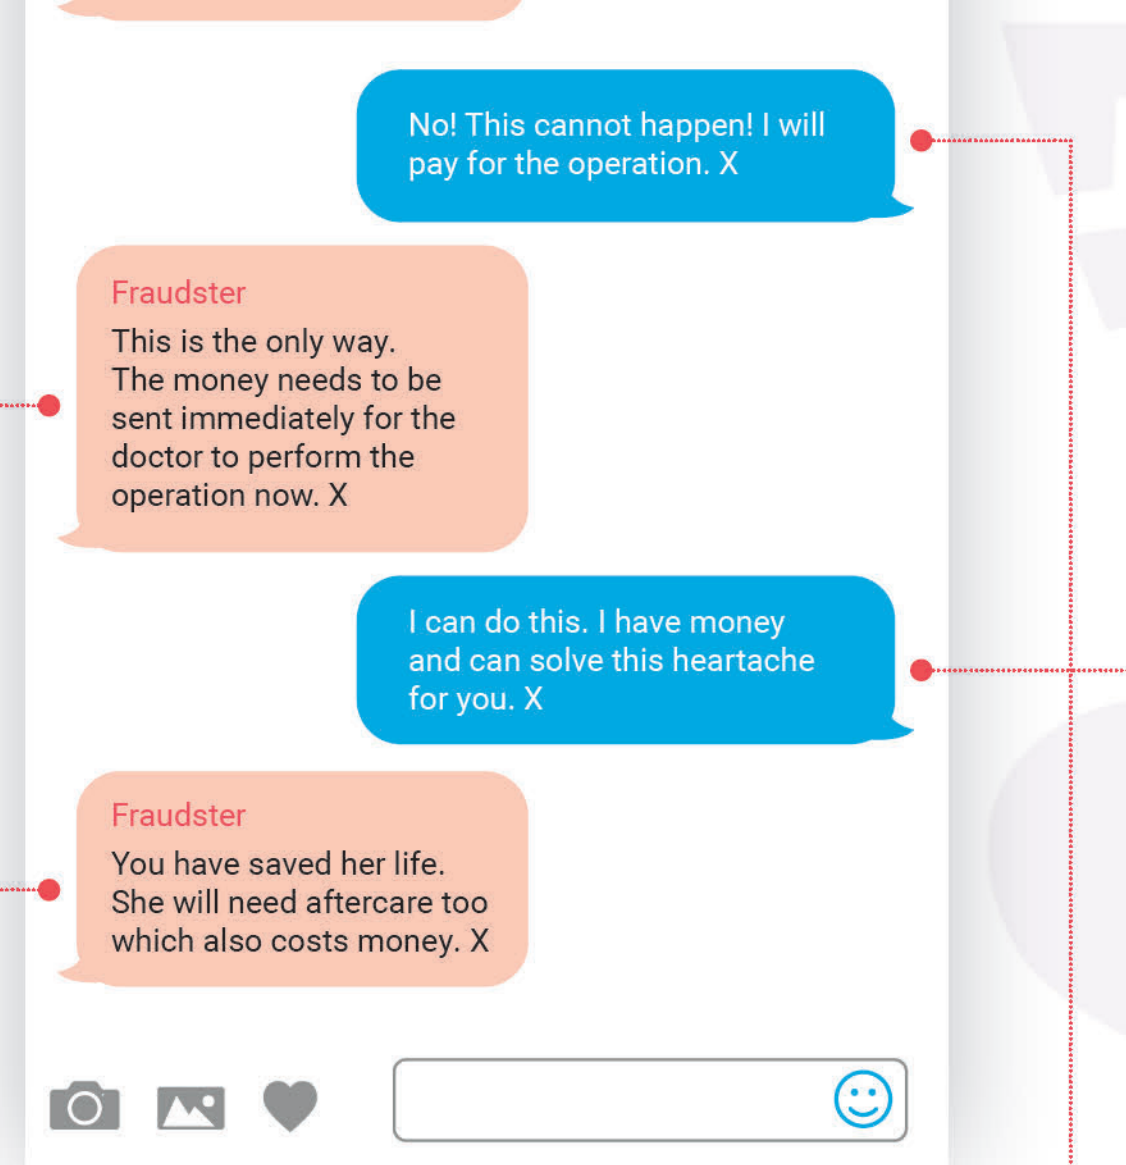 No! This cannot happen! I will
pay for the operation. X
Fraudster
This is the only way.
The money needs to be
sent immediately for the
doctor to perform the
operation now. X
I can do this. I have money
and can solve this heartache
for you. X
Fraudster
You have saved her life.
She will need aftercare too
which also costs money. X